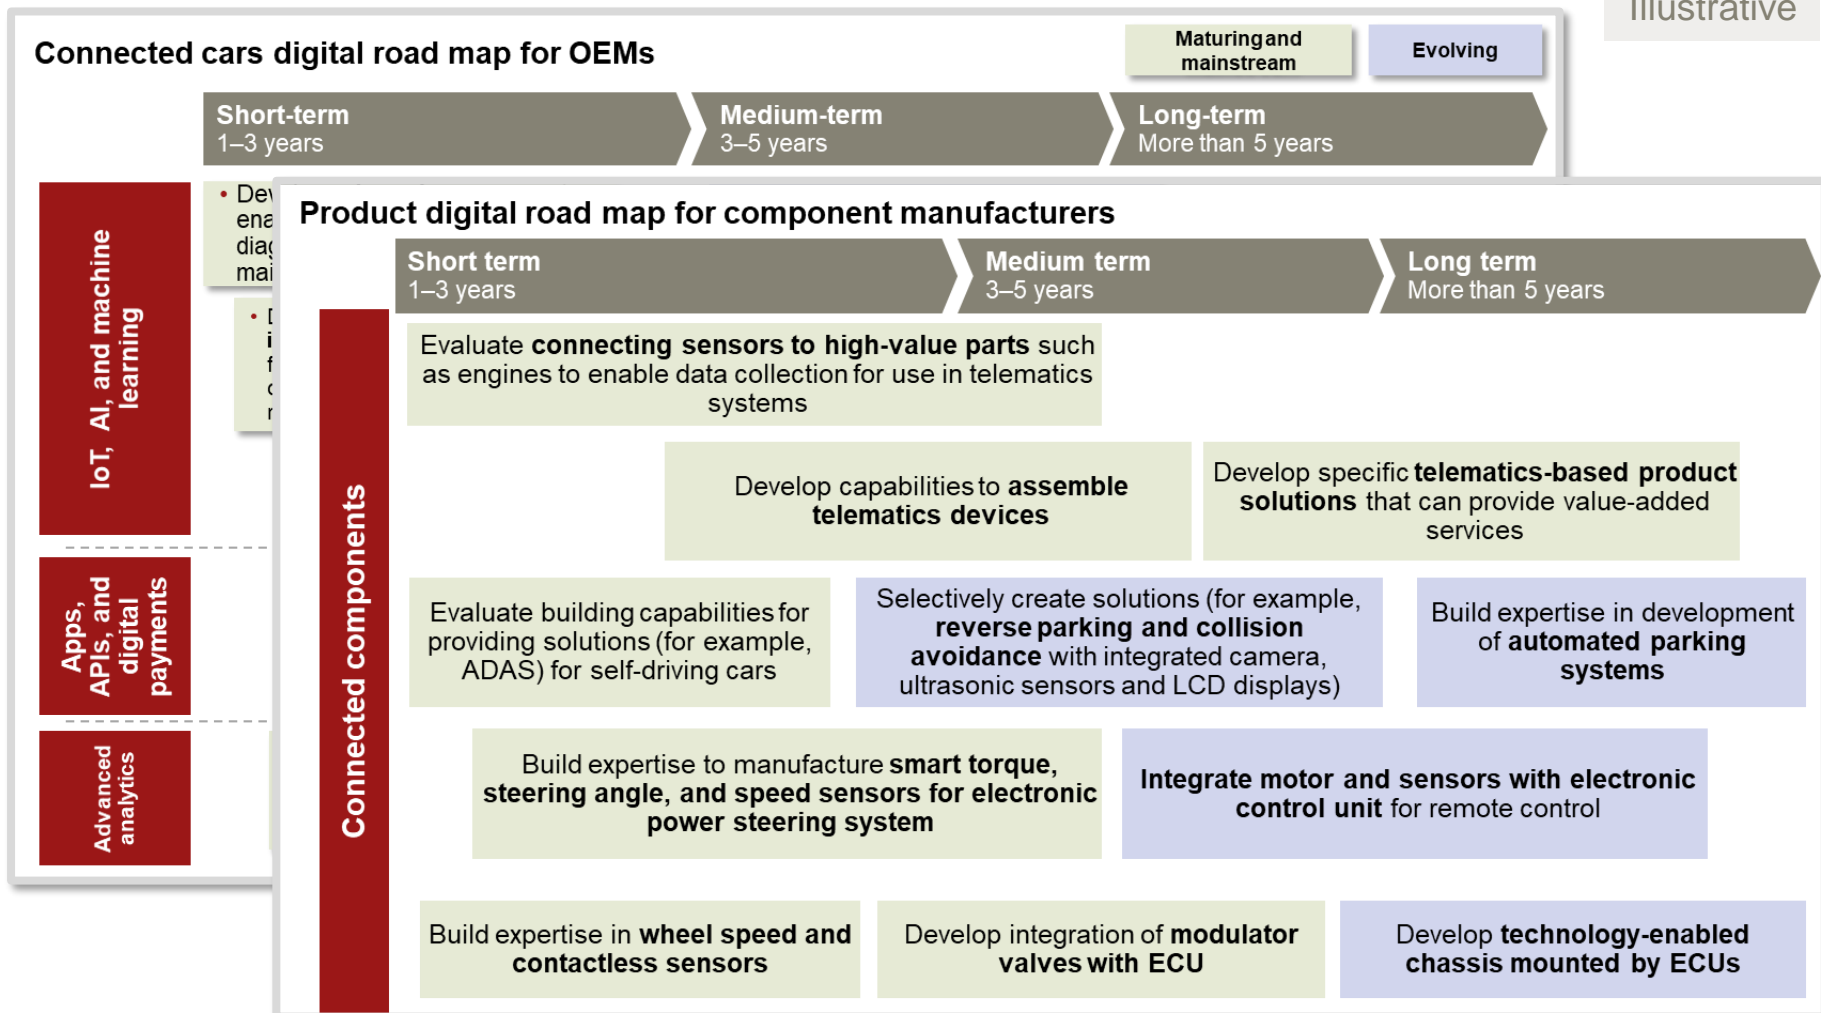 Illustrative
Connected cars digital road map for OEMs
Maturing and
mainstream
Evolving
Short-term
1–3 years
Medium-term
3–5 years
Long-term
More than 5 years
IoT, AI, and machine
learning
Apps,
APIs, and
digital
payments
Advanced
analytics
Product digital road map for component manufacturers
Short term
1–3 years
Medium term
3–5 years
Long term
More than 5 years
Connected components
Evaluate connecting sensors to high-value parts such
as engines to enable data collection for use in telematics
systems
Develop capabilities to assemble
telematics devices
Develop specific telematics-based product
solutions that can provide value-added
services
Evaluate building capabilities for
providing solutions (for example,
ADAS) for self-driving cars
Selectively create solutions (for example,
reverse parking and collision
avoidance with integrated camera,
ultrasonic sensors and LCD displays)
Build expertise in development
of automated parking
systems
Build expertise to manufacture smart torque,
steering angle, and speed sensors for electronic
power steering system
Integrate motor and sensors with electronic
control unit for remote control
Build expertise in wheel speed and
contactless sensors
Develop integration of modulator
valves with ECU
Develop technology-enabled
chassis mounted by ECUs